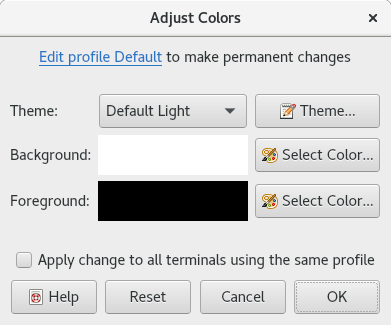 Adjust Colors
Edit profile Default to make permanent changes
Theme: Default Light Theme...
Background: Select Color...
Foreground: Select Color...
Apply change to all terminals using the same profile
Help Reset Cancel OK